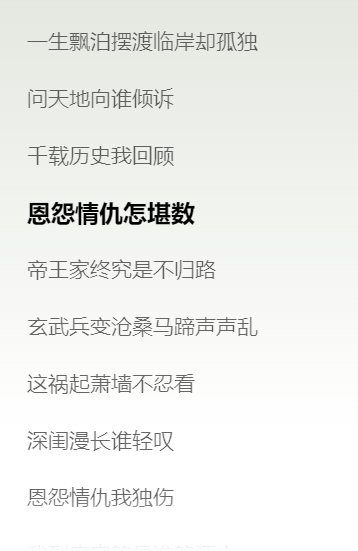 一生飘泊摆渡临岸却孤独
问天地向谁倾诉
千载历史我回顾
恩怨情仇怎堪数
帝王家终究是不归路
玄武兵变沧桑马蹄声声乱
这祸起萧墙不忍看
深闺漫长谁轻叹
恩怨情仇我独伤